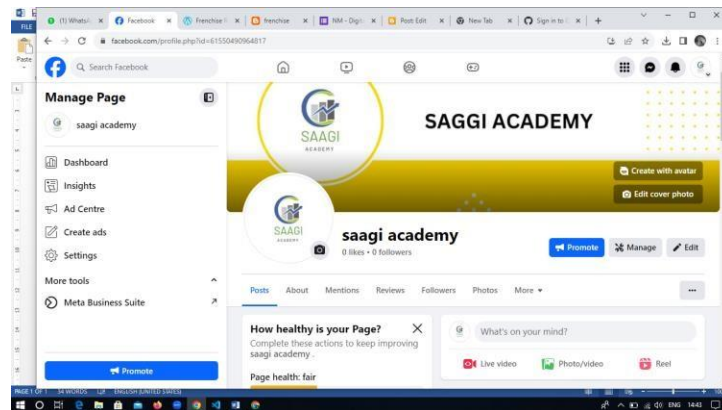 FILE
(1) WhatsA
Facebook
Frenchise
frenchise
NM - Digit
Post Edit
New Tab
Sign in to
facebook.com/profile.php?id=61550490964817
Paste
Search Facebook
Manage Page
saagi academy
Dashboard
Insights
Ad Centre
Create ads
Settings
More tools
Meta Business Suite
Promote
SAAGI
ACADEMY
SAGGI ACADEMY
Create with avatar
Edit cover photo
SAAGI
ACADEMY
saagi academy
0 likes • 0 followers
Promote
Manage
Edit
Posts About Mentions Reviews Followers Photos More
How healthy is your Page?
Complete these actions to keep improving
saagi academy .
Page health: fair
What's on your mind?
Live video
Photo/video
Reel
PAGE 1 OF 1 54 WORDS ENGLISH (UNITED STATES)
ENG 14:43